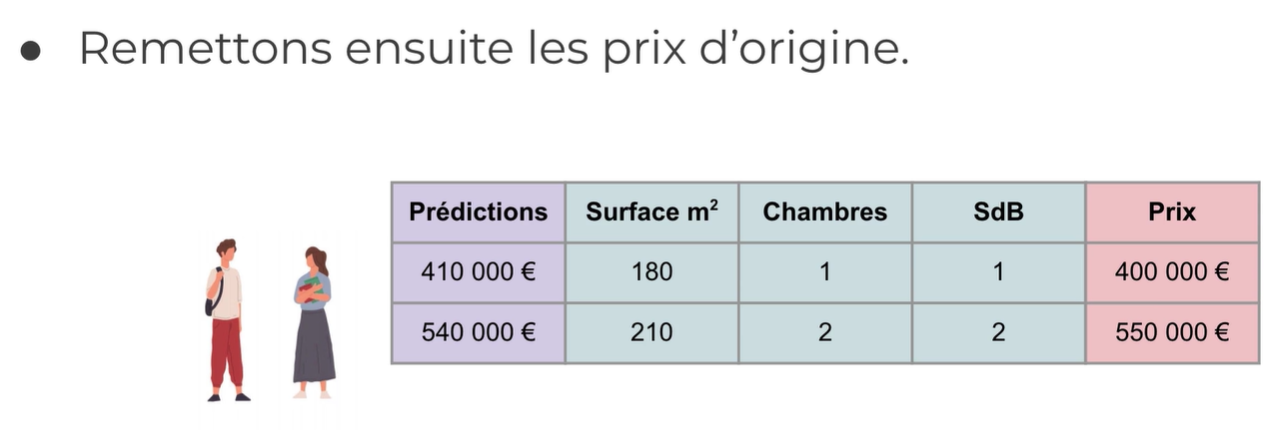 ● Remettons ensuite les prix d’origine.
Prédictions Surface m² Chambres SdB Prix
410 000 € 180 1 1 400 000 €
540 000 € 210 2 2 550 000 €